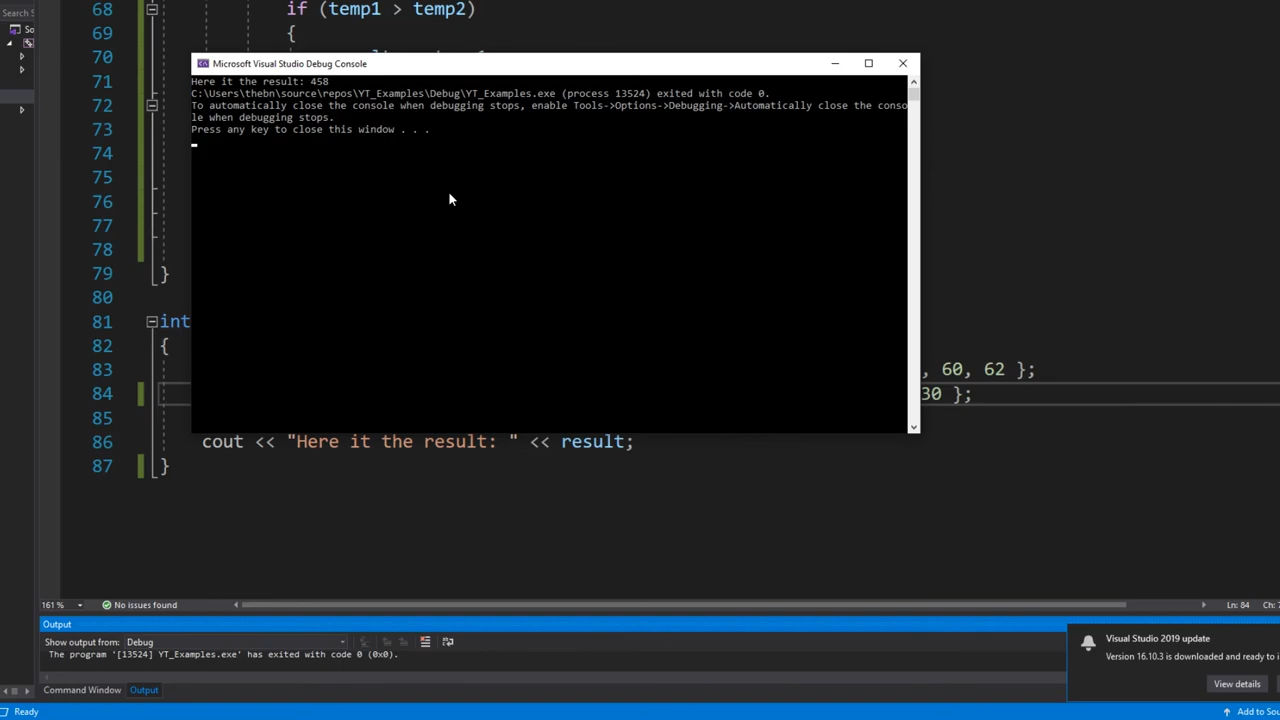 Search S
So
68 if (temp1 > temp2)
69 {
70
71
72
73
74
75
76
77
78
79 }
80
81 int
82 {
83 , 60, 62 };
84 30 };
85
86 cout << "Here it the result: " << result;
87 }
Microsoft Visual Studio Debug Console
Here it the result: 458
C:\Users\thebn\source\repos\YT_Examples\Debug\YT_Examples.exe (process 13524) exited with code 0.
To automatically close the console when debugging stops, enable Tools->Options->Debugging->Automatically close the conso
le when debugging stops.
Press any key to close this window . . .
161 % No issues found Ln: 84 Ch: 7
Output
Show output from: Debug
The program '[13524] YT_Examples.exe' has exited with code 0 (0x0).
Visual Studio 2019 update
Version 16.10.3 is downloaded and ready to i
View details
Command Window Output
Ready Add to Sou